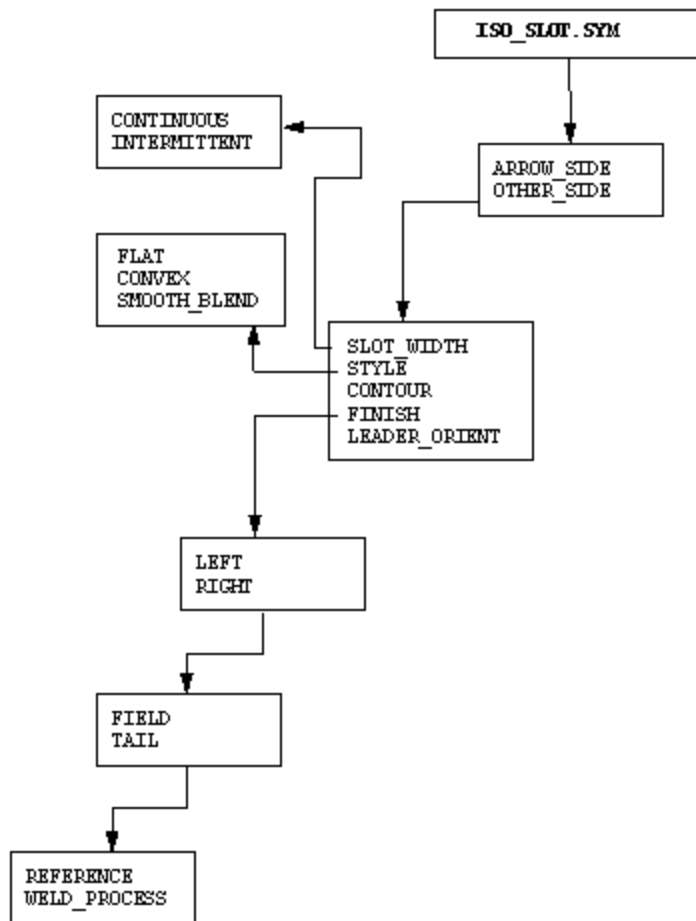 ISO_SLOT.SYM
CONTINUOUS
INTERMITTENT
ARROW_SIDE
OTHER_SIDE
FLAT
CONVEX
SMOOTH_BLEND
SLOT_WIDTH
STYLE
CONTOUR
FINISH
LEADER_ORIENT
LEFT
RIGHT
FIELD
TAIL
REFERENCE
WELD_PROCESS